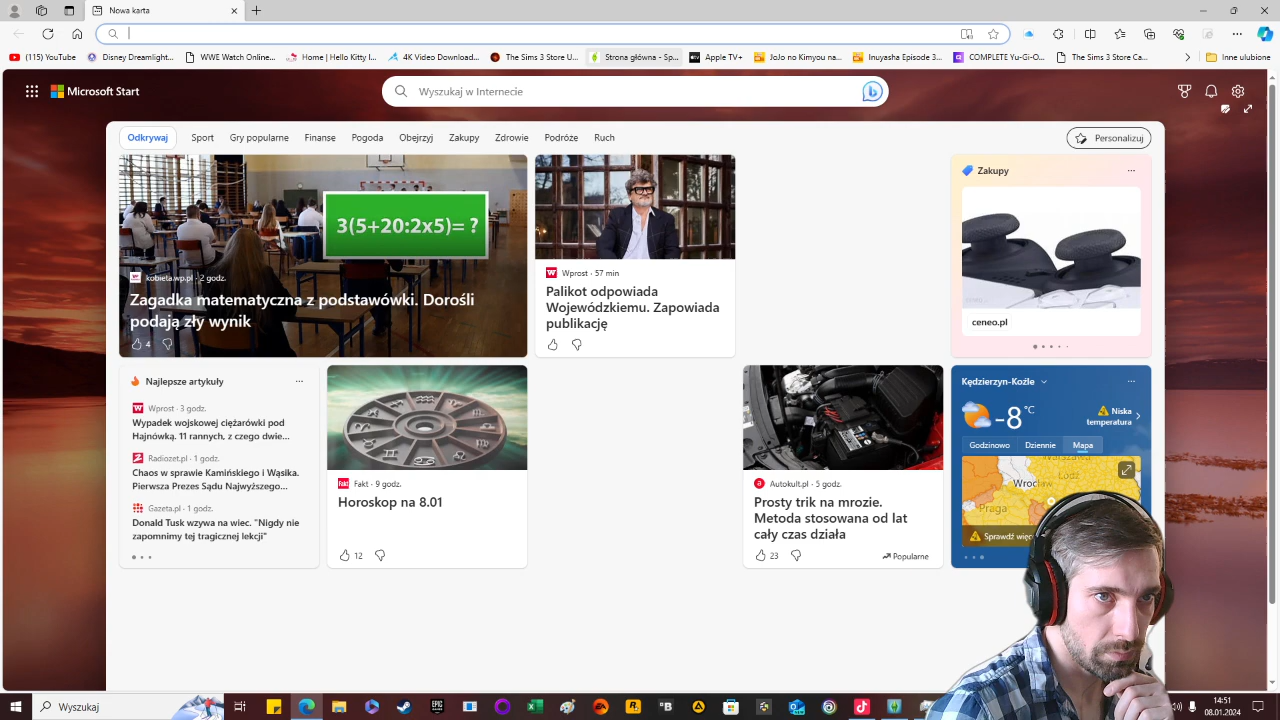 Nowa karta
(115) YouTube
Disney Dreamlight...
WWE Watch Online...
Home | Hello Kitty I...
4K Video Download...
The Sims 3 Store U...
Strona główna - Sp...
Apple TV+
JoJo no Kimyou na...
Inuyasha Episode 3...
COMPLETE Yu-Gi-O...
The Sims 3 Store Ca...
Inne ulubione
Microsoft Start
Wyszukaj w Internecie
Odkrywaj
Sport
Gry popularne
Finanse
Pogoda
Obejrzyj
Zakupy
Zdrowie
Podróże
Ruch
Personalizuj
3(5+20:2x5)= ?
kobieta.wp.pl · 2 godz.
Zagadka matematyczna z podstawówki. Dorośli
podają zły wynik
4
Wprost · 57 min
Palikot odpowiada
Wojewódzkiemu. Zapowiada
publikację
Zakupy
ceneo.pl
Najlepsze artykuły
Wprost · 3 godz.
Wypadek wojskowej ciężarówki pod
Hajnówką. 11 rannych, z czego dwie...
Radiozet.pl · 1 godz.
Chaos w sprawie Kamińskiego i Wąsika.
Pierwsza Prezes Sądu Najwyższego...
Gazeta.pl · 1 godz.
Donald Tusk wzywa na wiec. "Nigdy nie
zapomnimy tej tragicznej lekcji"
Fakt · 9 godz.
Horoskop na 8.01
12
Autokult.pl · 5 godz.
Prosty trik na mrozie.
Metoda stosowana od lat
cały czas działa
23
Popularne
Kędzierzyn-Koźle
-8 °C
Niska
temperatura
Godzinowo
Dziennie
Mapa
Warszawa
Łódź
Wrocław
Praga
Sprawdź więc
Wyszukaj
14:51
08.01.2024